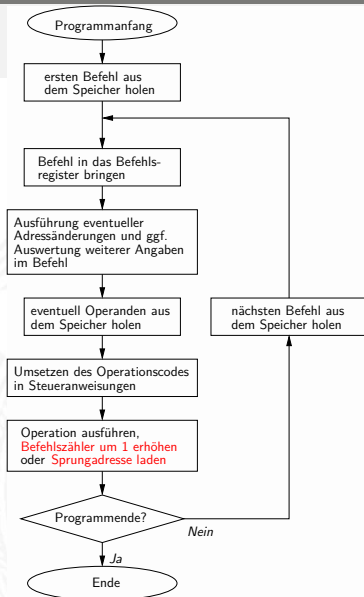 Programmanfang
ersten Befehl aus
dem Speicher holen
Befehl in das Befehls-
register bringen
Ausführung eventueller
Adressänderungen und ggf.
Auswertung weiterer Angaben
im Befehl
eventuell Operanden aus
dem Speicher holen
nächsten Befehl aus
dem Speicher holen
Umsetzen des Operationscodes
in Steueranweisungen
Operation ausführen,
Befehlszähler um 1 erhöhen
oder Sprungadresse laden
Programmende?
Nein
Ja
Ende